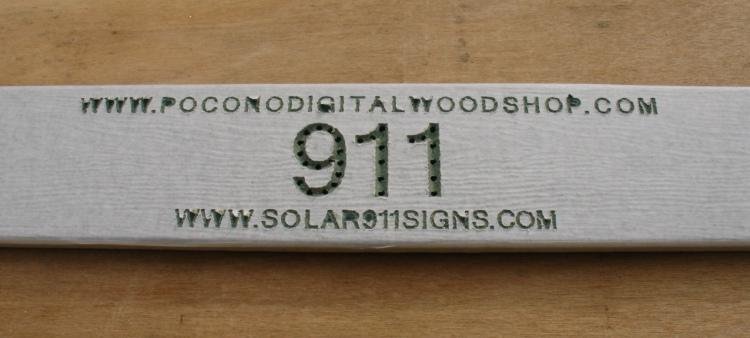 WWW.POCONODIGITALWOODSHOP.COM
911
WWW.SOLAR911SIGNS.COM